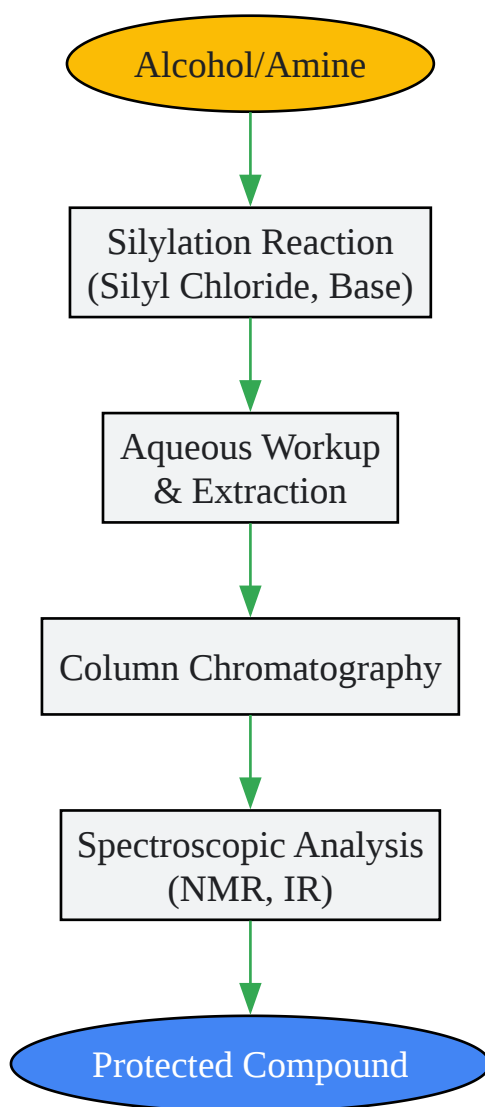 Alcohol/Amine
Silylation Reaction
(Silyl Chloride, Base)
Aqueous Workup
& Extraction
Column Chromatography
Spectroscopic Analysis
(NMR, IR)
Protected Compound